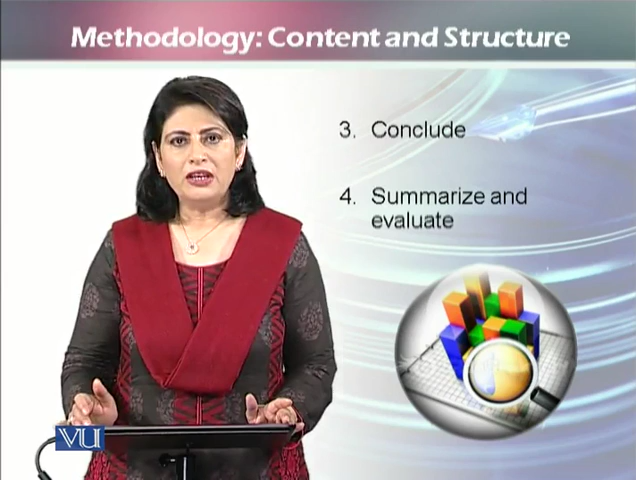 Methodology: Content and Structure
3. Conclude
4. Summarize and
evaluate
VU